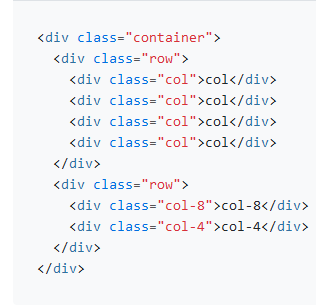 <div class="container">
  <div class="row">
    <div class="col">col</div>
    <div class="col">col</div>
    <div class="col">col</div>
    <div class="col">col</div>
  </div>
  <div class="row">
    <div class="col-8">col-8</div>
    <div class="col-4">col-4</div>
  </div>
</div>